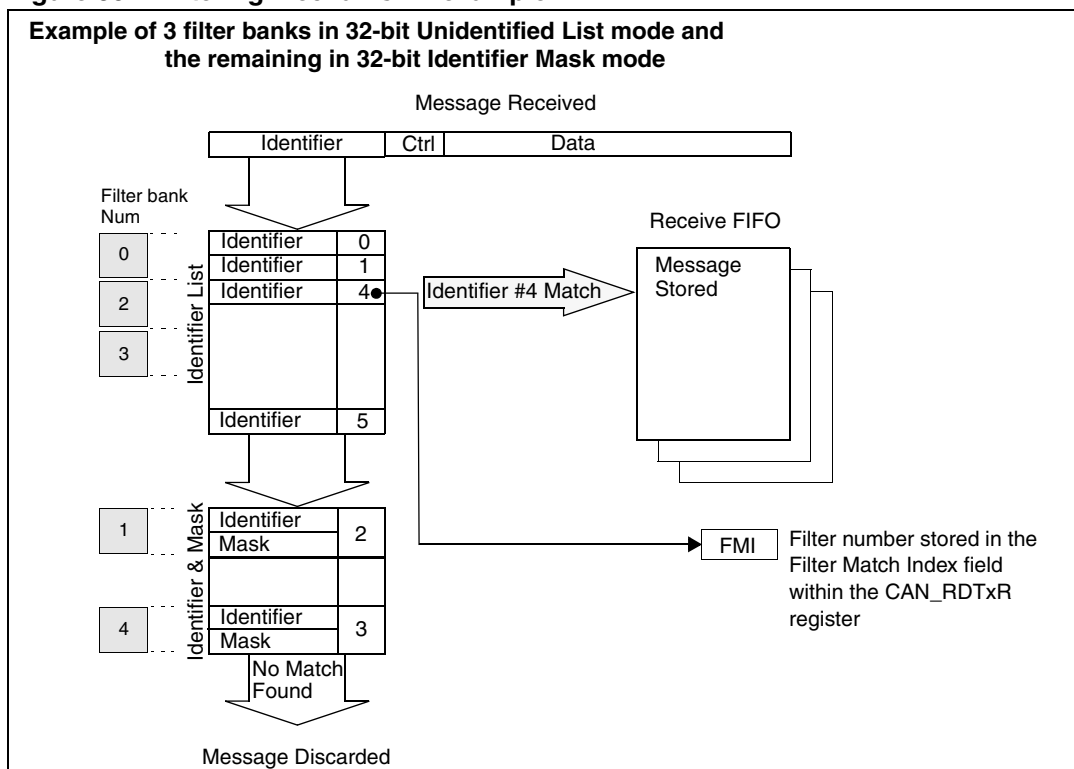 Example of 3 filter banks in 32-bit Unidentified List mode and
the remaining in 32-bit Identifier Mask mode
Message Received
Identifier
Ctrl
Data
Filter bank
Num
Receive FIFO
0
2
3
Identifier List
Identifier 0
Identifier 1
Identifier 4
Identifier 5
Identifier #4 Match
Message
Stored
1
4
Identifier & Mask
Identifier
Mask
2
Identifier
Mask
3
FMI
Filter number stored in the
Filter Match Index field
within the CAN_RDTxR
register
No Match
Found
Message Discarded